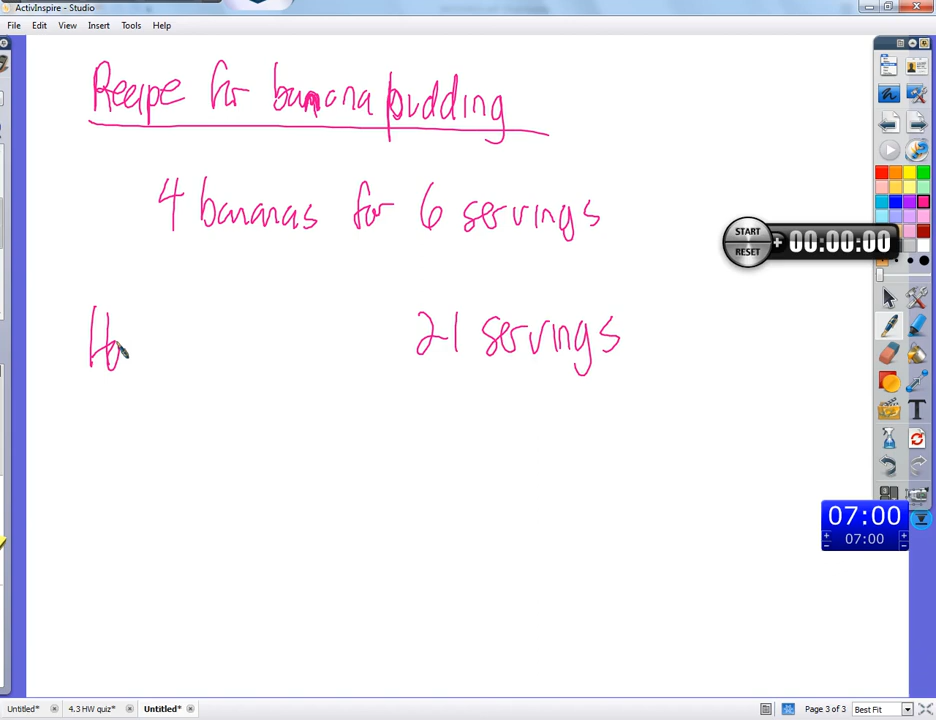 ActivInspire - Studio
File Edit View Insert Tools Help
Recipe for banana pudding
4 bananas for 6 servings
START
RESET
00:00:00
Ho 21 servings
07:00
07:00
Untitled* 4.3 HW quiz* Untitled* Page 3 of 3 Best Fit